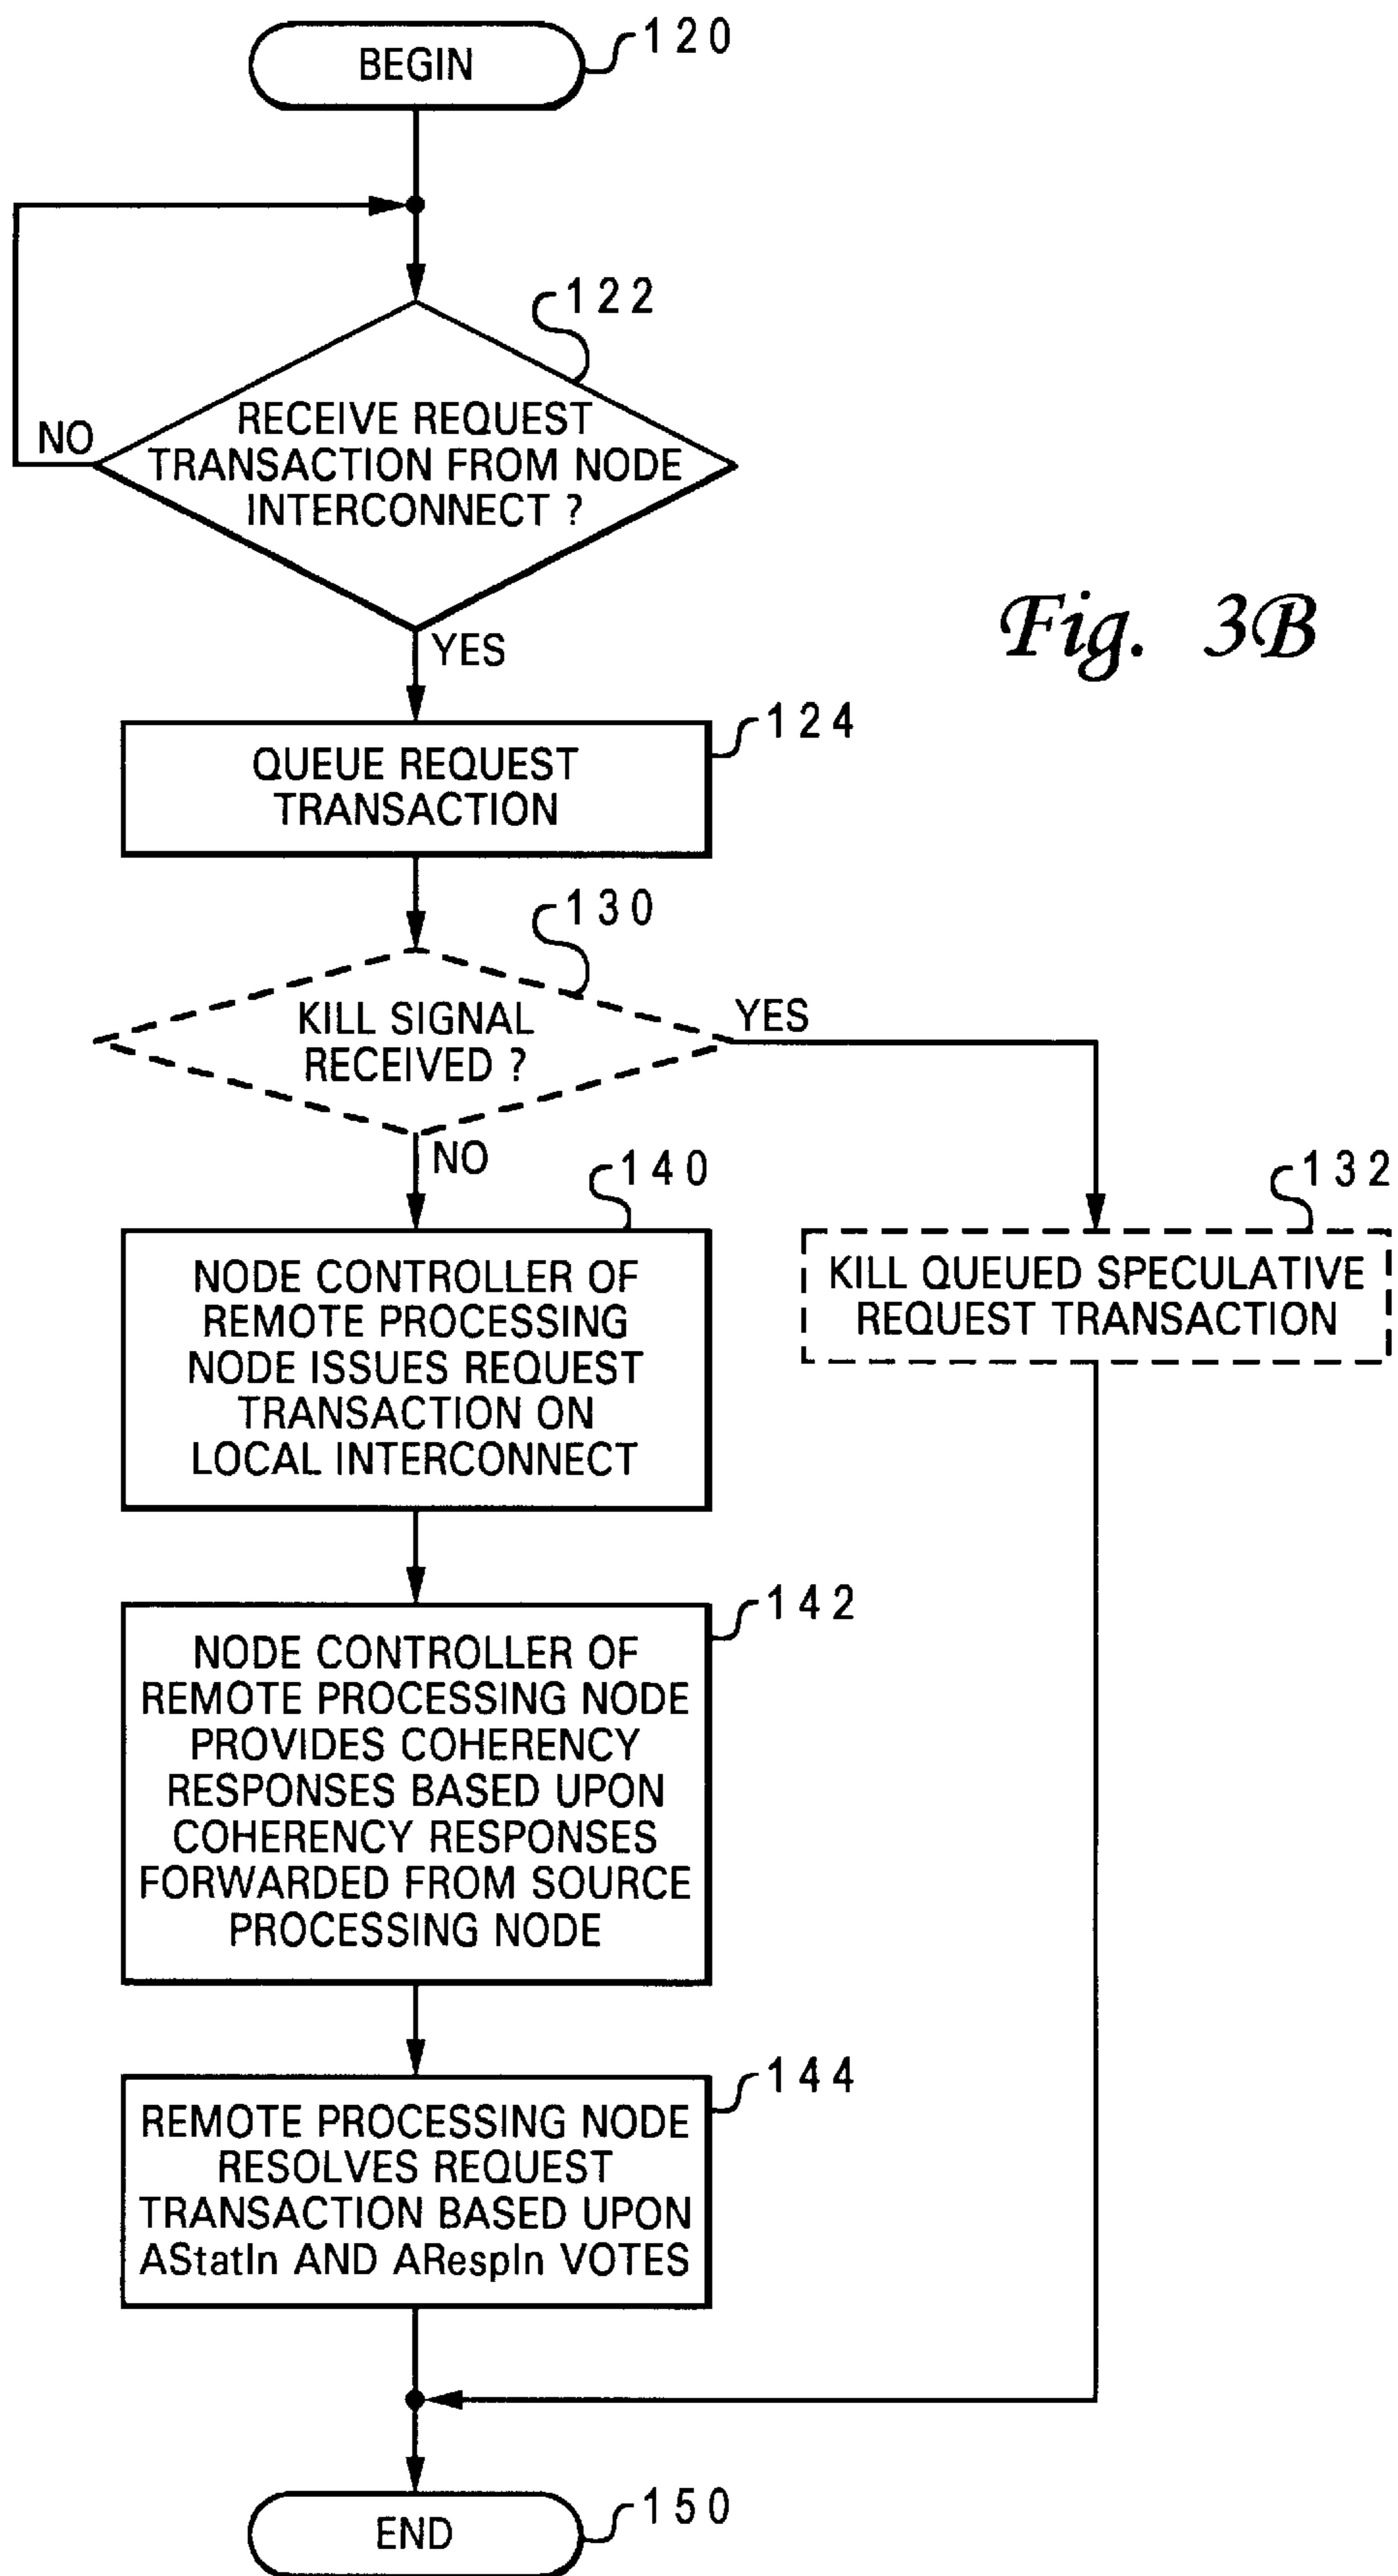 BEGIN
120
122
RECEIVE REQUEST
TRANSACTION FROM NODE
INTERCONNECT ?
NO
YES
Fig. 3B
124
QUEUE REQUEST
TRANSACTION
130
KILL SIGNAL
RECEIVED ?
YES
NO
140
NODE CONTROLLER OF
REMOTE PROCESSING
NODE ISSUES REQUEST
TRANSACTION ON
LOCAL INTERCONNECT
132
KILL QUEUED SPECULATIVE
REQUEST TRANSACTION
142
NODE CONTROLLER OF
REMOTE PROCESSING NODE
PROVIDES COHERENCY
RESPONSES BASED UPON
COHERENCY RESPONSES
FORWARDED FROM SOURCE
PROCESSING NODE
144
REMOTE PROCESSING NODE
RESOLVES REQUEST
TRANSACTION BASED UPON
AStatIn AND ARespIn VOTES
END
150